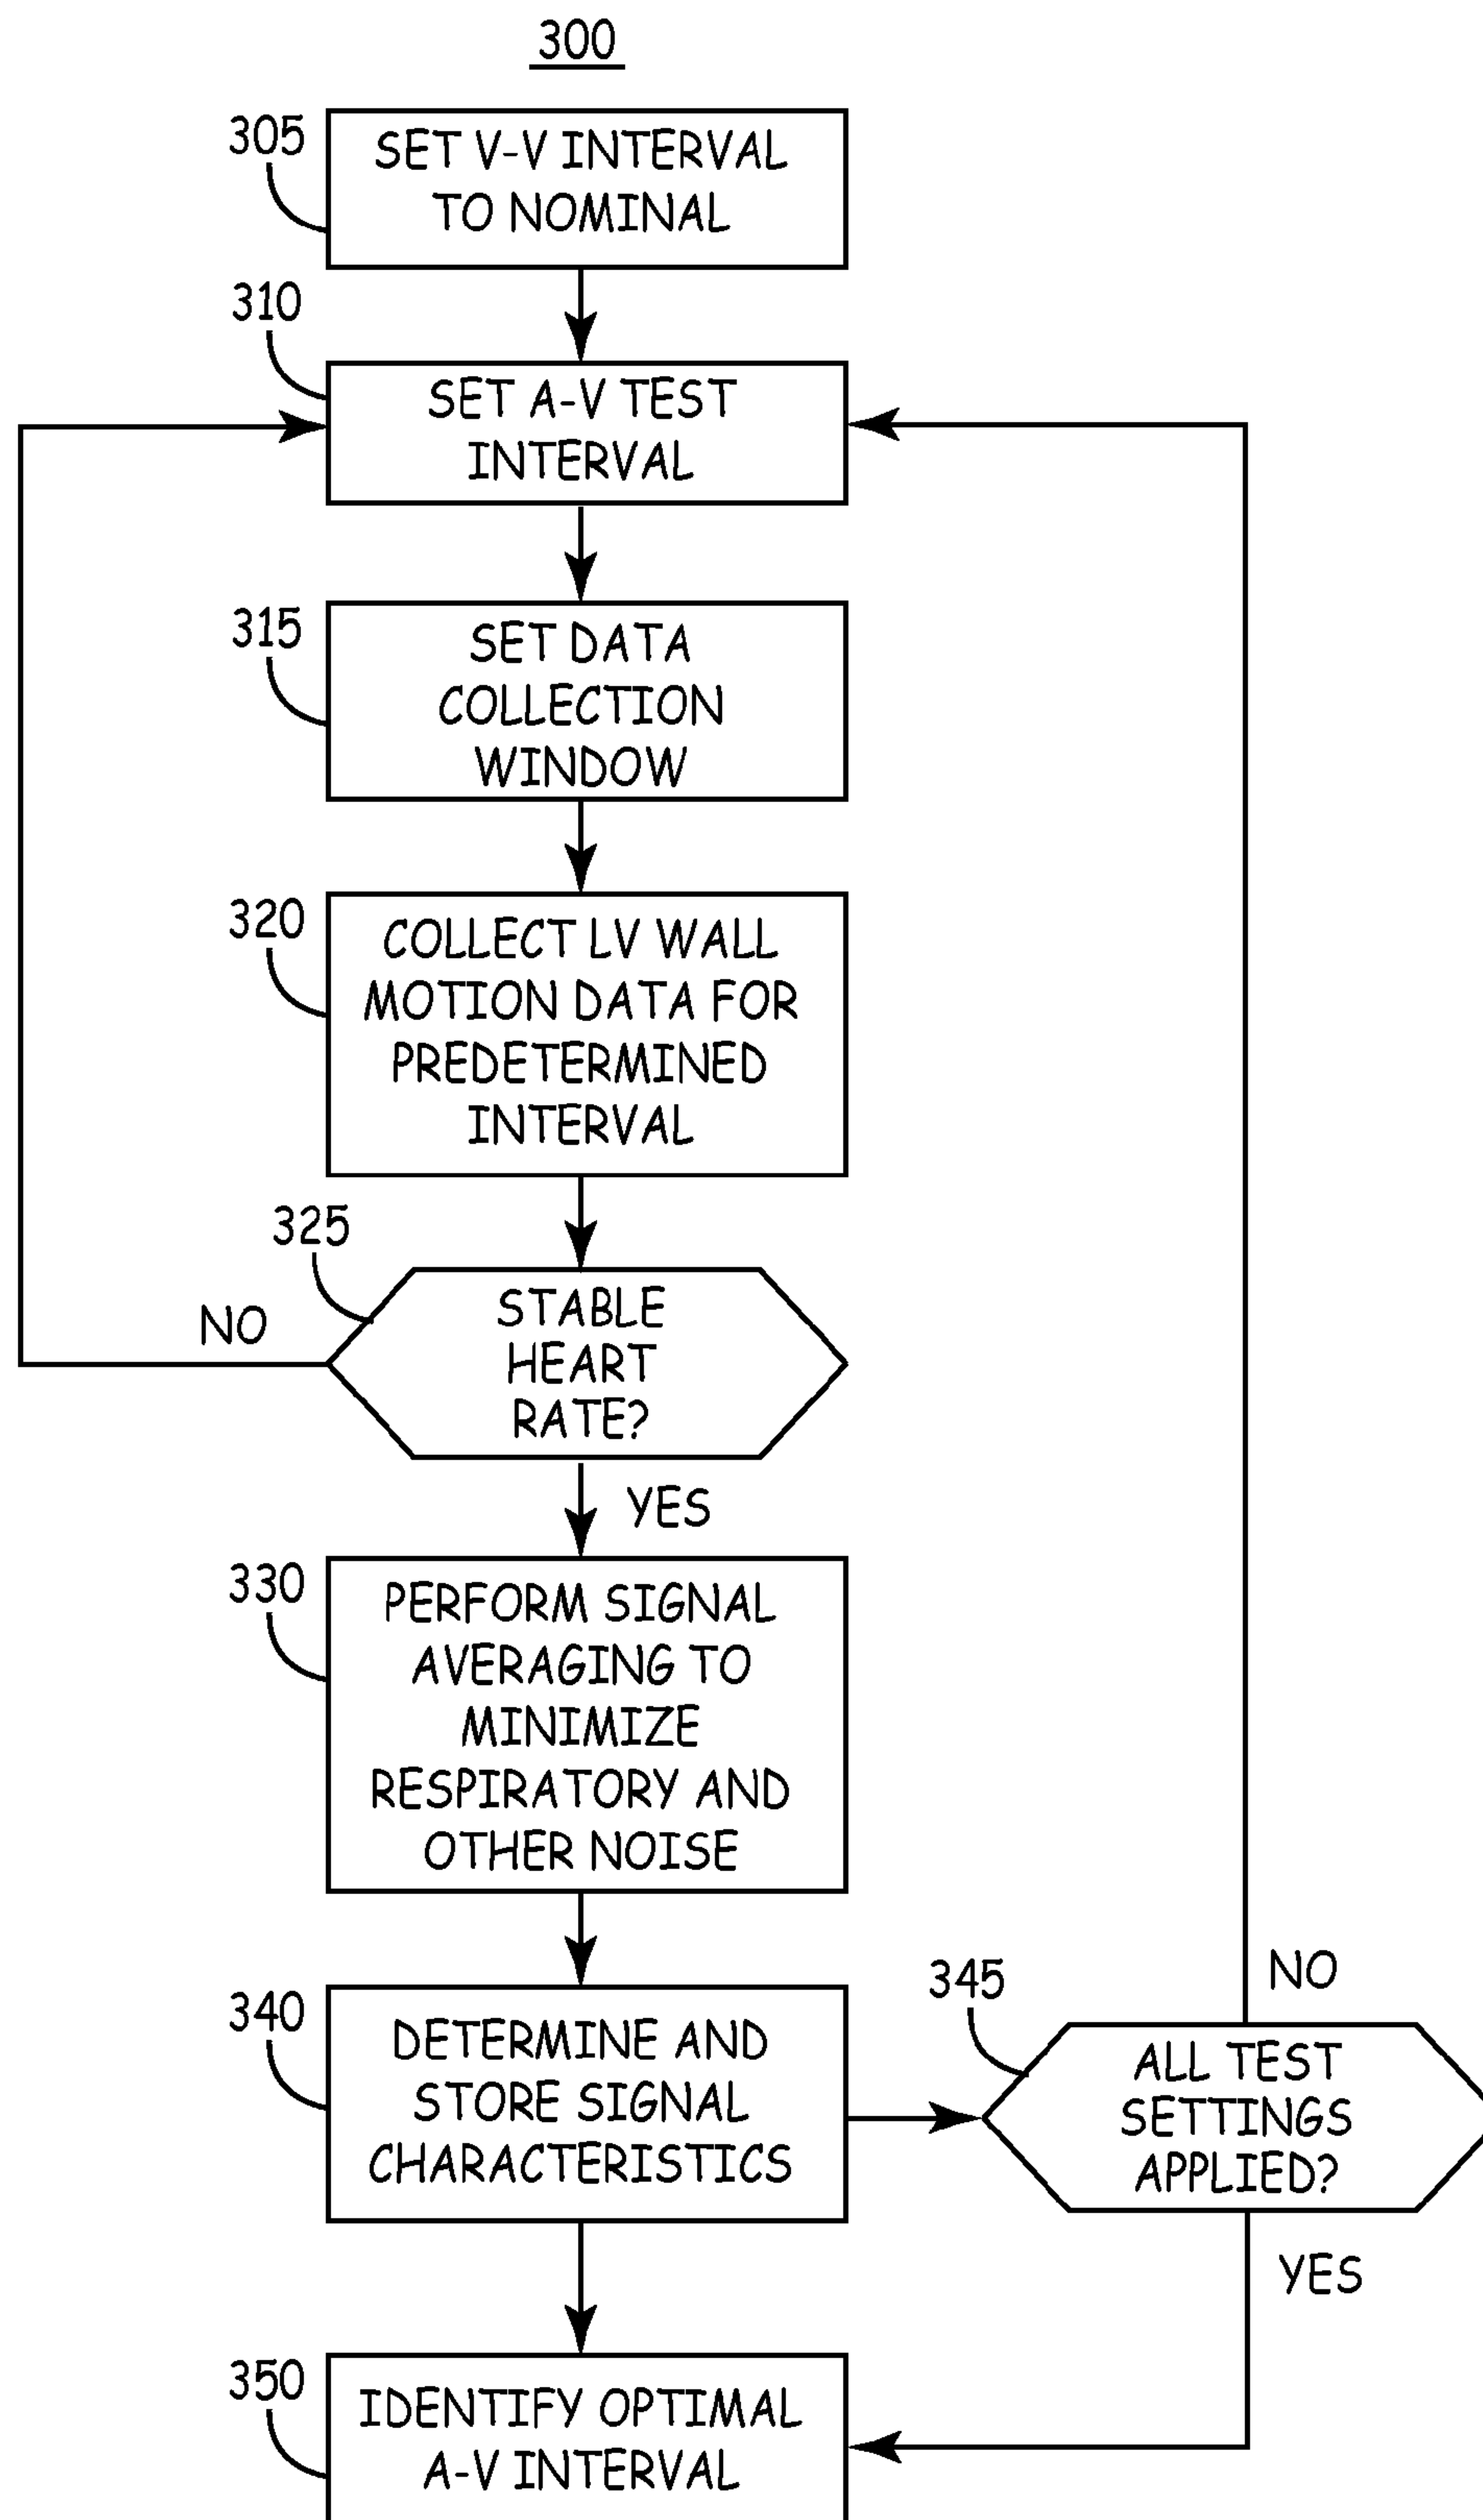 300
305
SET V-V INTERVAL
TO NOMINAL
310
SET A-V TEST
INTERVAL
315
SET DATA
COLLECTION
WINDOW
320
COLLECT LV WALL
MOTION DATA FOR
PREDETERMINED
INTERVAL
325
STABLE
HEART
RATE?
NO
YES
330
PERFORM SIGNAL
AVERAGING TO
MINIMIZE
RESPIRATORY AND
OTHER NOISE
340
DETERMINE AND
STORE SIGNAL
CHARACTERISTICS
345
NO
ALL TEST
SETTINGS
APPLIED?
YES
350
IDENTIFY OPTIMAL
A-V INTERVAL